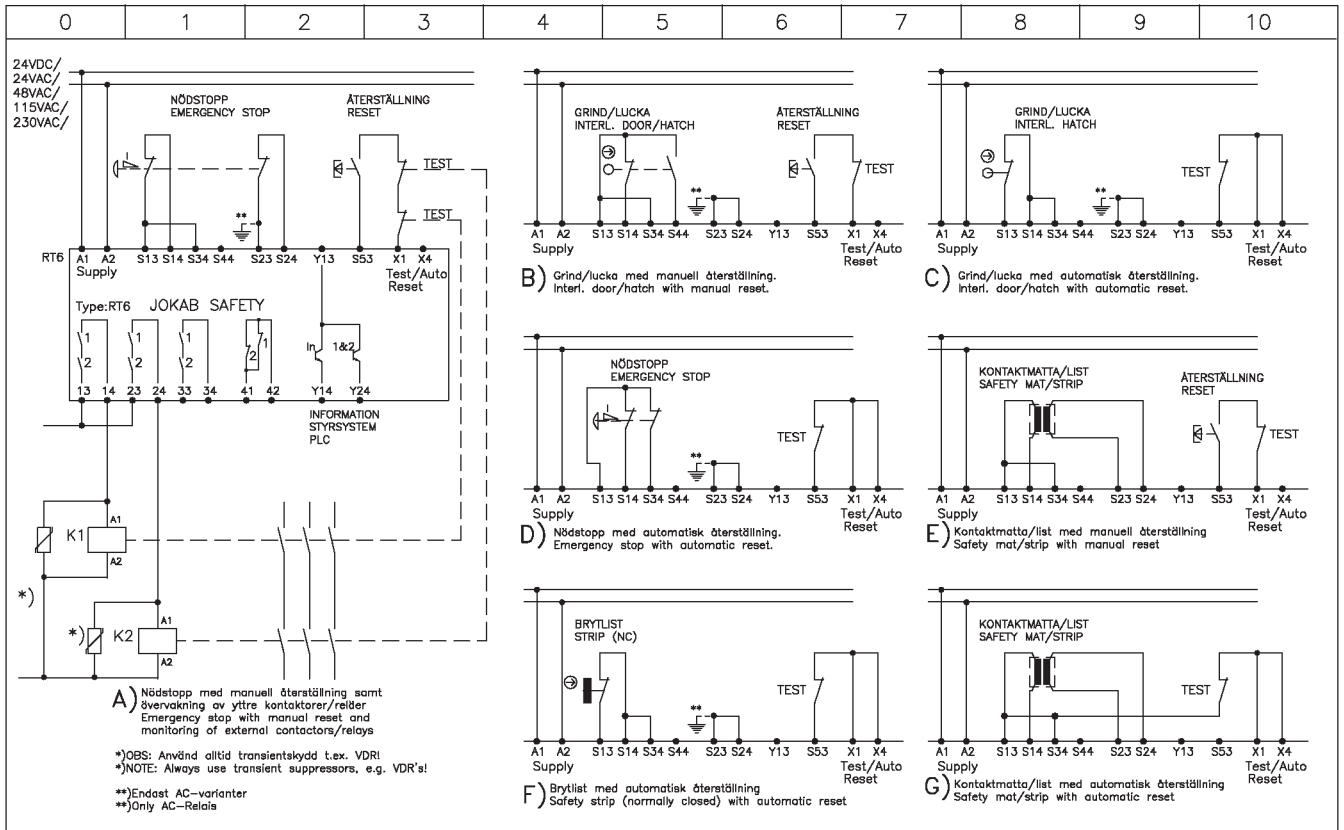 0 1 2 3 4 5 6 7 8 9 10
24VDC/
24VAC/
48VAC/
115VAC/
230VAC/
NÖDSTOPP
EMERGENCY STOP
ÅTERSTÄLLNING
RESET
TEST
TEST
**
RT6
A1 A2 S13 S14 S34 S44 S23 S24 Y13 S53 X1 X4
Supply
Test/Auto
Reset
Type:RT6 JOKAB SAFETY
1 1 1 1
2 2 2 2
In 1&2
13 14 23 24 33 34 41 42 Y14 Y24
INFORMATION
STYRSYSTEM
PLC
A1
K1
A2
*)
A1
*) K2
A2
A) Nödstopp med manuell återställning samt
övervakning av yttre kontaktorer/reläer
Emergency stop with manual reset and
monitoring of external contactors/relays
*)OBS: Använd alltid transientskydd t.ex. VDR!
*)NOTE: Always use transient suppressors, e.g. VDR's!
**)Endast AC-varianter
**)Only AC-Relais
GRIND/LUCKA
INTERL. DOOR/HATCH
ÅTERSTÄLLNING
RESET
TEST
**
A1 A2 S13 S14 S34 S44 S23 S24 Y13 S53 X1 X4
Supply
Test/Auto
Reset
B) Grind/lucka med manuell återställning.
Interl. door/hatch with manual reset.
GRIND/LUCKA
INTERL. HATCH
TEST
**
A1 A2 S13 S14 S34 S44 S23 S24 Y13 S53 X1 X4
Supply
Test/Auto
Reset
C) Grind/lucka med automatisk återställning.
Interl. door/hatch with automatic reset.
NÖDSTOPP
EMERGENCY STOP
TEST
**
A1 A2 S13 S14 S34 S44 S23 S24 Y13 S53 X1 X4
Supply
Test/Auto
Reset
D) Nödstopp med automatisk återställning.
Emergency stop with automatic reset.
KONTAKTMATTA/LIST
SAFETY MAT/STRIP
ÅTERSTÄLLNING
RESET
TEST
A1 A2 S13 S14 S34 S44 S23 S24 Y13 S53 X1 X4
Supply
Test/Auto
Reset
E) Kontaktmatta/list med manuell återställning
Safety mat/strip with manual reset
BRYTLIST
STRIP (NC)
TEST
**
A1 A2 S13 S14 S34 S44 S23 S24 Y13 S53 X1 X4
Supply
Test/Auto
Reset
F) Brytlist med automatisk återställning
Safety strip (normally closed) with automatic reset
KONTAKTMATTA/LIST
SAFETY MAT/STRIP
TEST
A1 A2 S13 S14 S34 S44 S23 S24 Y13 S53 X1 X4
Supply
Test/Auto
Reset
G) Kontaktmatta/list med automatisk återställning
Safety mat/strip with automatic reset